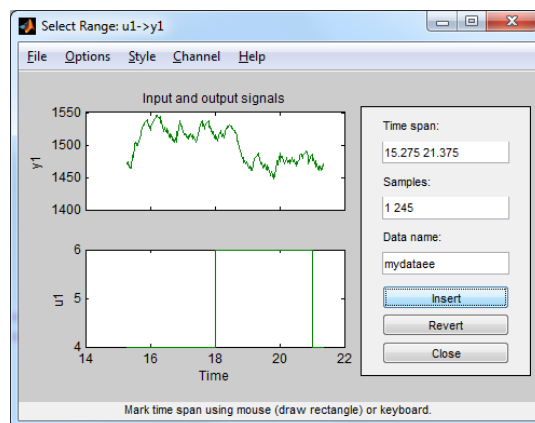 Select Range: u1->y1
File Options Style Channel Help
Input and output signals
1550
1500
1450
1400
y1
6
5
4
u1
14 16 18 20 22
Time
Time span:
15.275 21.375
Samples:
1 245
Data name:
mydataee
Insert
Revert
Close
Mark time span using mouse (draw rectangle) or keyboard.